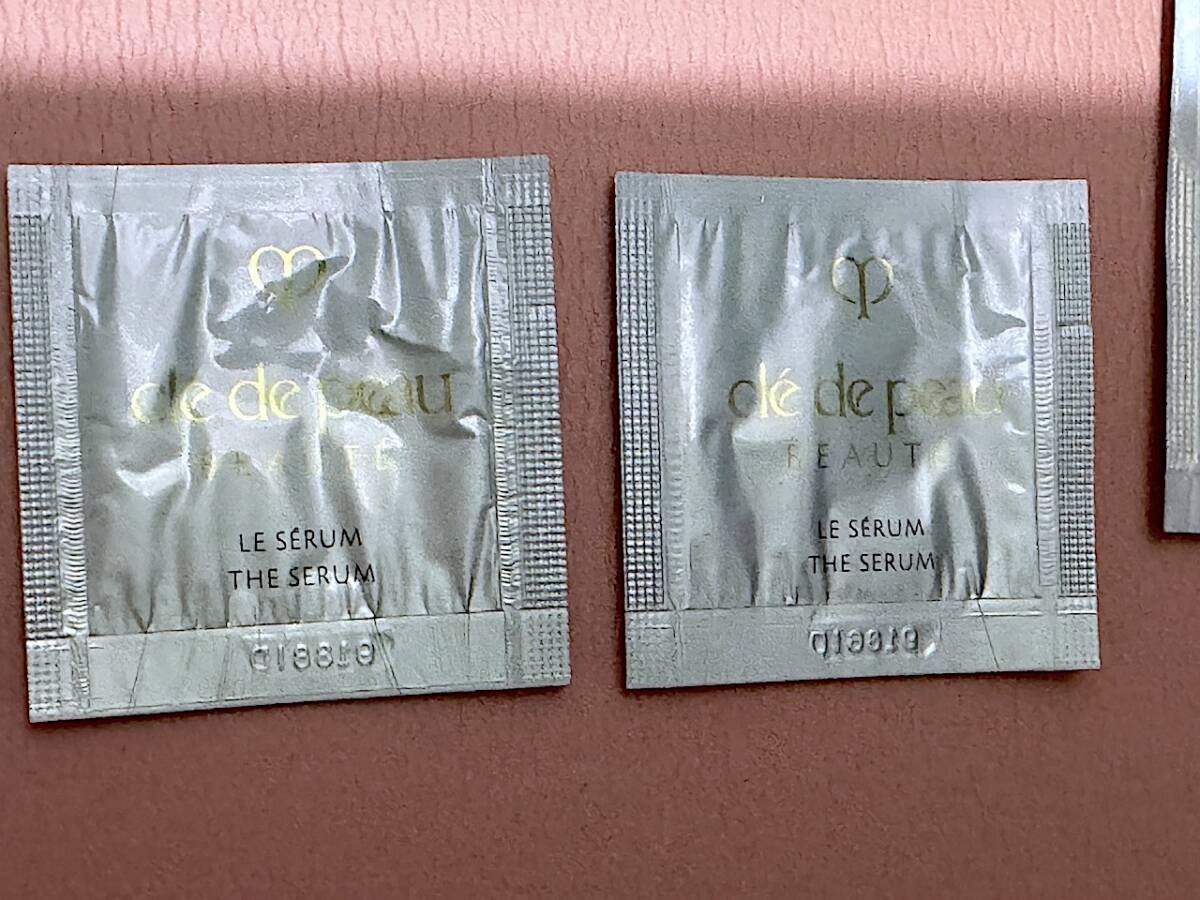 clé de peau
BEAUTÉ
LE SÉRUM
THE SERUM
clé de peau
BEAUTÉ
LE SÉRUM
THE SERUM